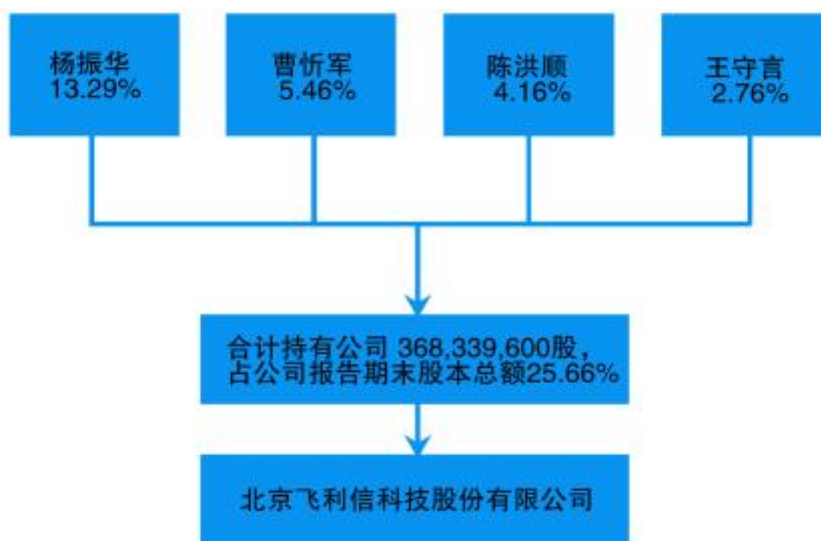 杨振华
13.29%
曹忻军
5.46%
陈洪顺
4.16%
王守言
2.76%
合计持有公司 368,339,600股，
占公司报告期末股本总额25.66%
北京飞利信科技股份有限公司